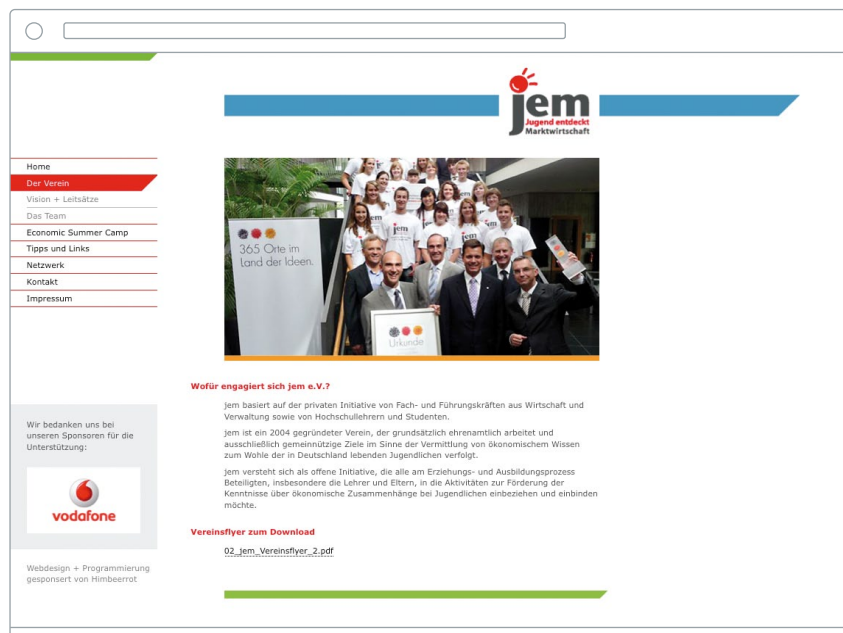 jem
Jugend entdeckt
Marktwirtschaft
Home
Der Verein
Vision + Leitsätze
Das Team
Economic Summer Camp
Tipps und Links
Netzwerk
Kontakt
Impressum
jem
365 Orte im
Land der Ideen.
Urkunde
Wofür engagiert sich jem e.V.?
jem basiert auf der privaten Initiative von Fach- und Führungskräften aus Wirtschaft und
Verwaltung sowie von Hochschullehrern und Studenten.
jem ist ein 2004 gegründeter Verein, der grundsätzlich ehrenamtlich arbeitet und
ausschließlich gemeinnützige Ziele im Sinne der Vermittlung von ökonomischem Wissen
zum Wohle der in Deutschland lebenden Jugendlichen verfolgt.
jem versteht sich als offene Initiative, die alle am Erziehungs- und Ausbildungsprozess
Beteiligten, insbesondere die Lehrer und Eltern, in die Aktivitäten zur Förderung der
Kenntnisse über ökonomische Zusammenhänge bei Jugendlichen einbeziehen und einbinden
möchte.
Vereinsflyer zum Download
02_jem_Vereinsflyer_2.pdf
Wir bedanken uns bei
unseren Sponsoren für die
Unterstützung:
vodafone
Webdesign + Programmierung
gesponsert von Himbeerrot